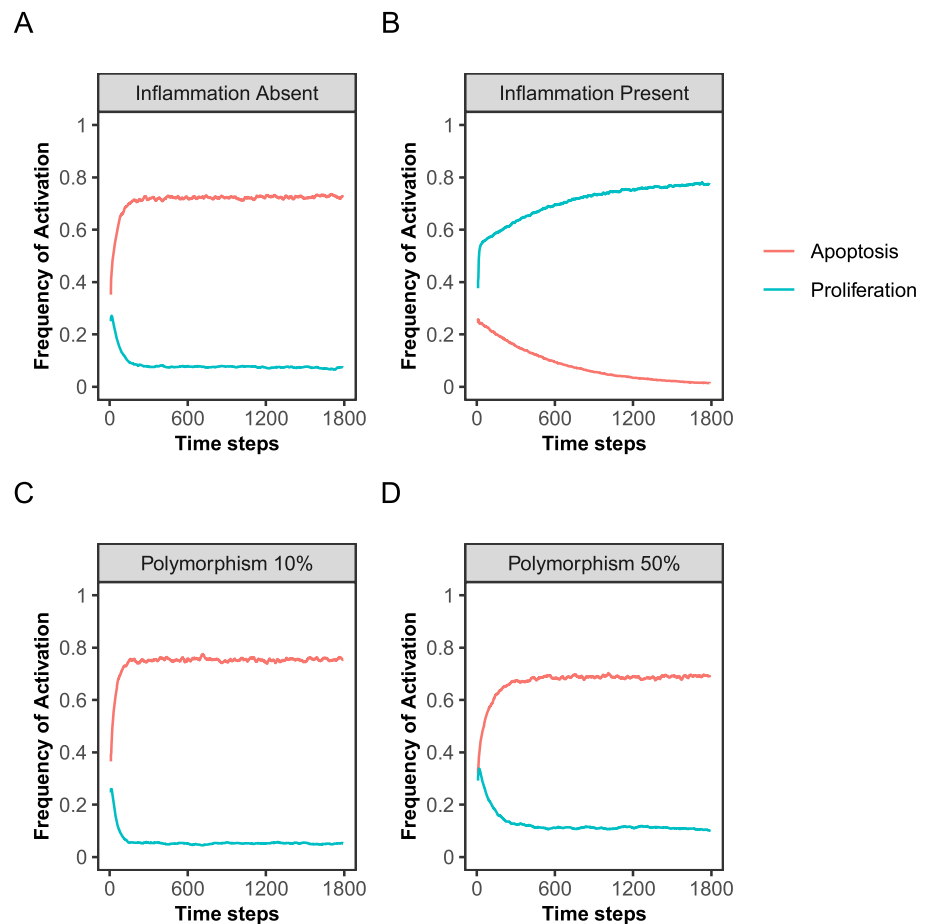 A
B
Inflammation Absent
Inflammation Present
Frequency of Activation
1
0.8
0.6
0.4
0.2
0
0
600
1200
1800
Time steps
Frequency of Activation
1
0.8
0.6
0.4
0.2
0
0
600
1200
1800
Time steps
Apoptosis
Proliferation
C
D
Polymorphism 10%
Polymorphism 50%
Frequency of Activation
1
0.8
0.6
0.4
0.2
0
0
600
1200
1800
Time steps
Frequency of Activation
1
0.8
0.6
0.4
0.2
0
0
600
1200
1800
Time steps